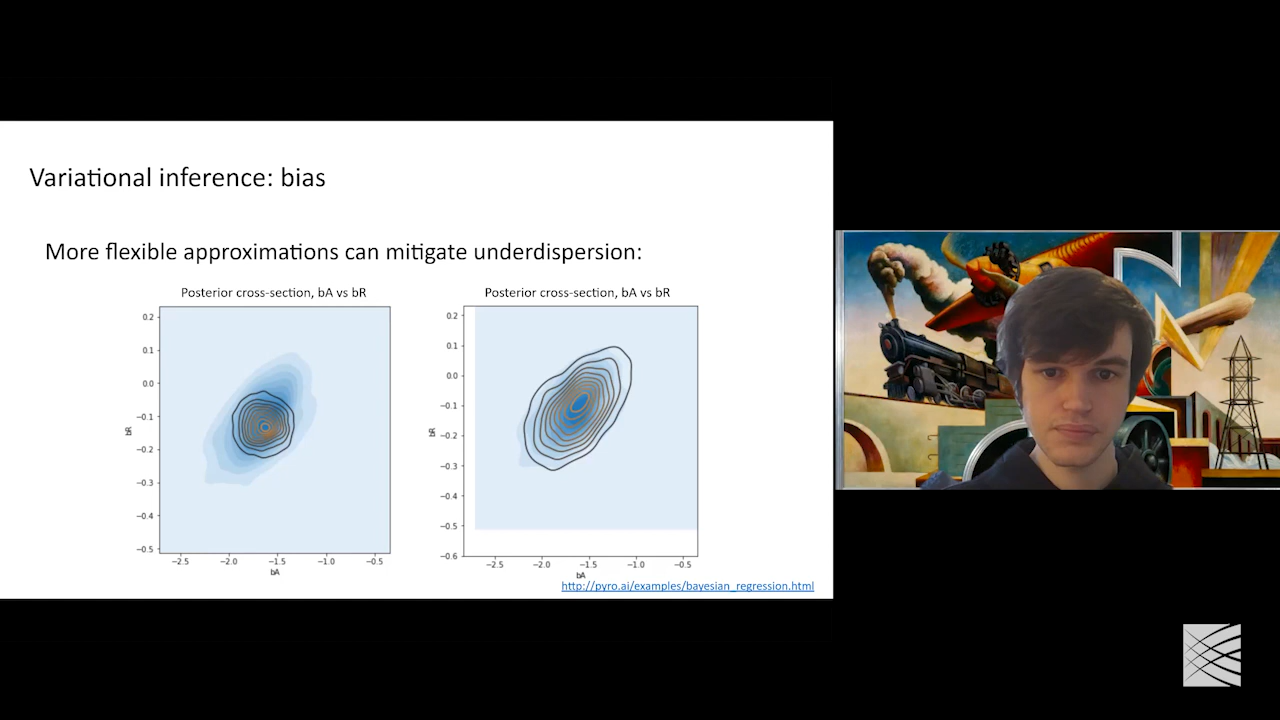 Variational inference: bias
More flexible approximations can mitigate underdispersion:
Posterior cross-section, bA vs bR
0.2
0.1
0.0
−0.1
−0.2
−0.3
−0.4
−0.5
bR
−2.5 −2.0 −1.5 −1.0 −0.5
bA
Posterior cross-section, bA vs bR
0.2
0.1
0.0
−0.1
−0.2
−0.3
−0.4
−0.5
−0.6
bR
−2.5 −2.0 −1.5 −1.0 −0.5
bA
http://pyro.ai/examples/bayesian_regression.html